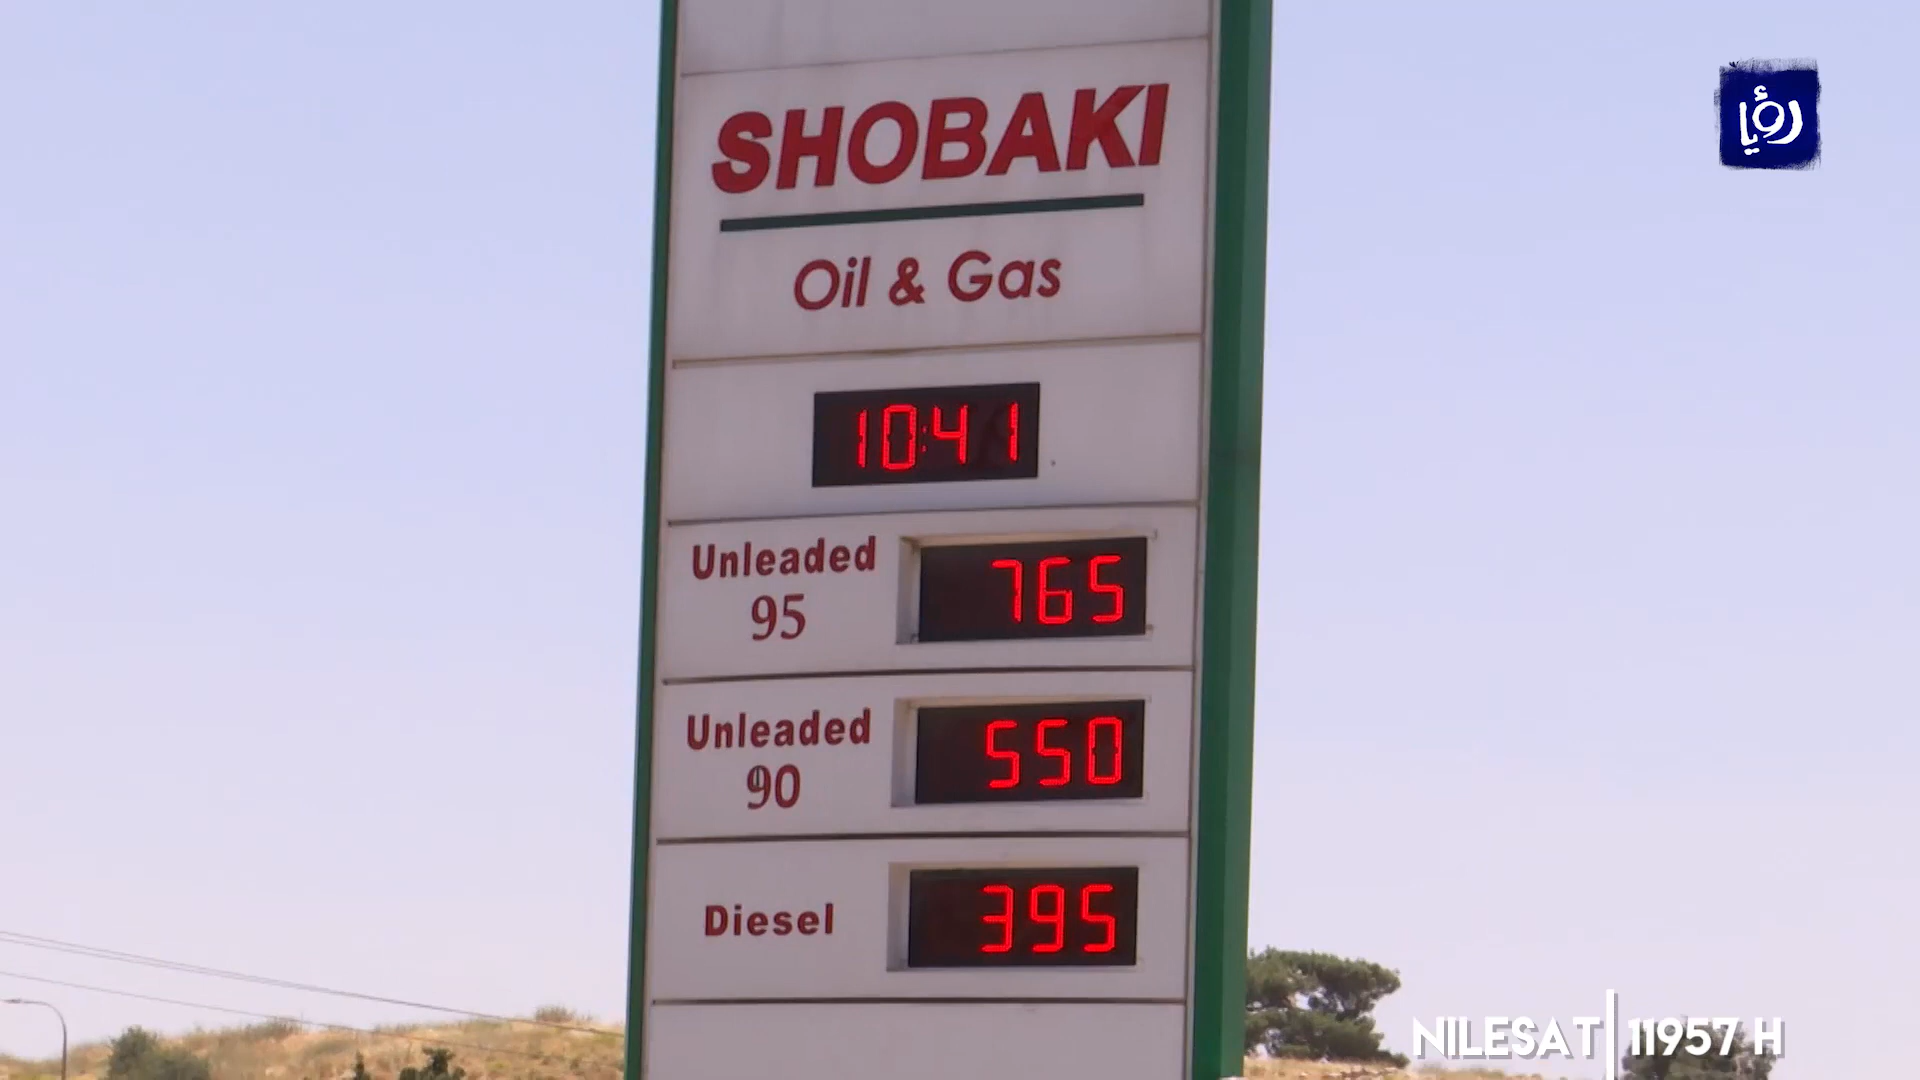 SHOBAKI
رؤيا
Oil & Gas
10:41
Unleaded
95
765
Unleaded
90
550
Diesel
395
NILESAT | 11957 H